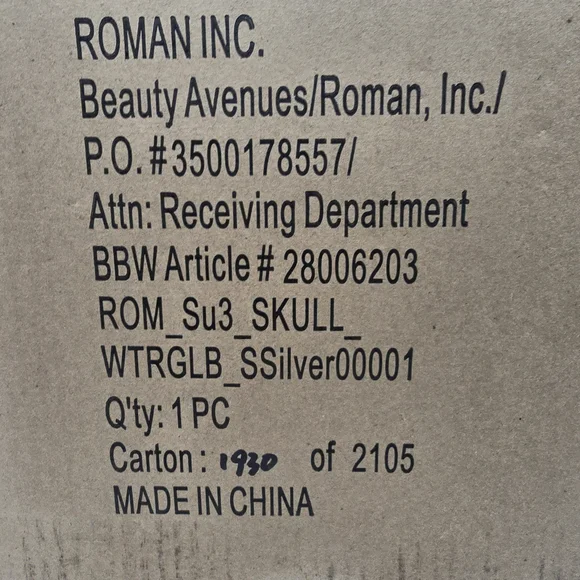 ROMAN INC.
Beauty Avenues/Roman, Inc./
P.O.#3500178557/
Attn: Receiving Department
BBW Article # 28006203
ROM_Su3_SKULL_
WTRGLB_SSilver00001
Q'ty: 1 PC
Carton : 1930 of 2105
MADE IN CHINA